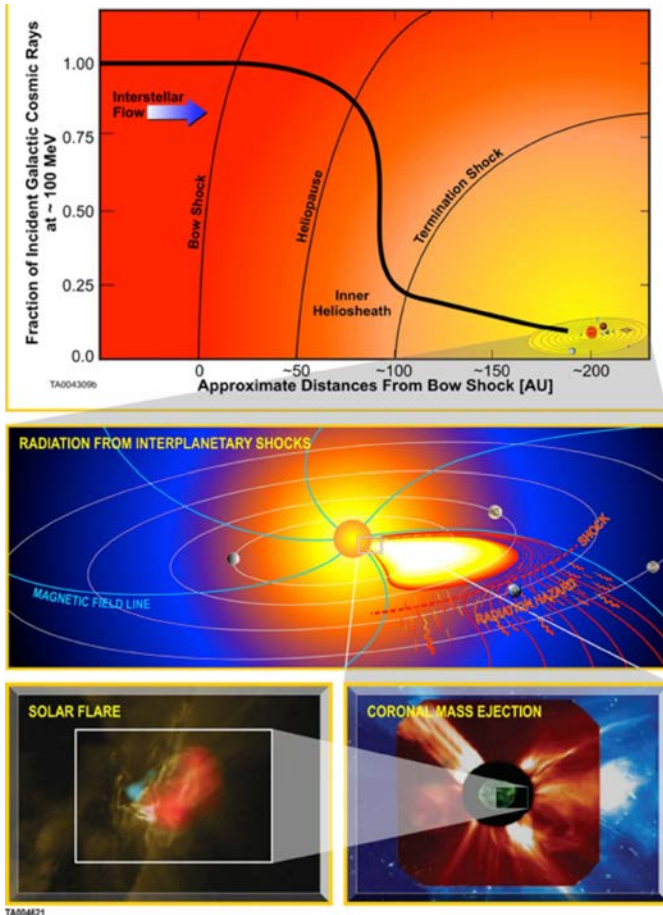 Fraction of Incident Galactic Cosmic Rays
at ~ 100 MeV
1.00
0.75
0.50
0.25
0.0
Interstellar
Flow
Bow Shock
Heliopause
Termination Shock
Inner
Heliosheath
0
~50
~100
~150
~200
TA004309b
Approximate Distances From Bow Shock [AU]
RADIATION FROM INTERPLANETARY SHOCKS
MAGNETIC FIELD LINE
SHOCK
RADIATION HAZARD
SOLAR FLARE
CORONAL MASS EJECTION
TA004621